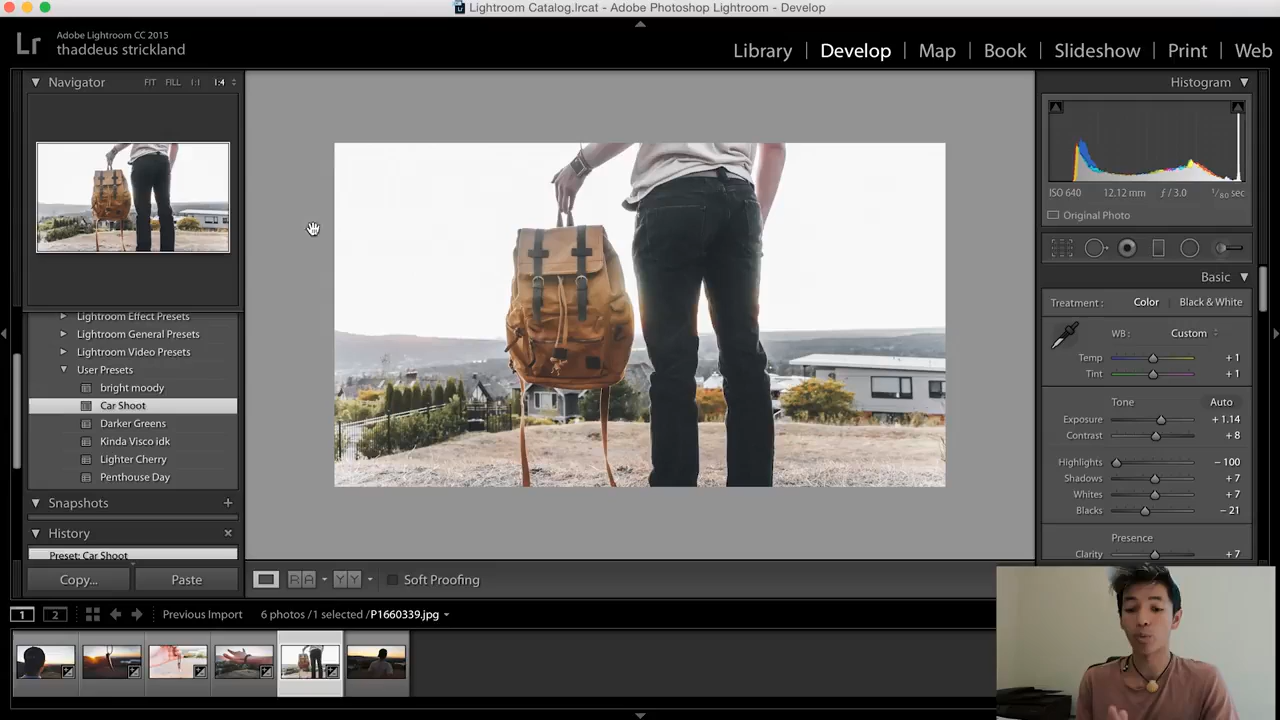 Lightroom Catalog.lrcat - Adobe Photoshop Lightroom - Develop
Lr
Adobe Lightroom CC 2015
thaddeus strickland
Library | Develop | Map | Book | Slideshow | Print | Web
Navigator FIT FILL 1:1 1:4
Lightroom Effect Presets
Lightroom General Presets
Lightroom Video Presets
User Presets
bright moody
Car Shoot
Darker Greens
Kinda Visco idk
Lighter Cherry
Penthouse Day
Snapshots +
History ×
Preset: Car Shoot
Copy... Paste
Histogram
ISO 640 12.12 mm ƒ / 3.0 1/80 sec
Original Photo
Basic
Treatment : Color Black & White
WB : Custom
Temp + 1
Tint + 1
Tone Auto
Exposure + 1.14
Contrast + 8
Highlights − 100
Shadows + 7
Whites + 7
Blacks − 21
Presence
Clarity + 7
R A Y Y Soft Proofing
1 2 Previous Import 6 photos / 1 selected / P1660339.jpg